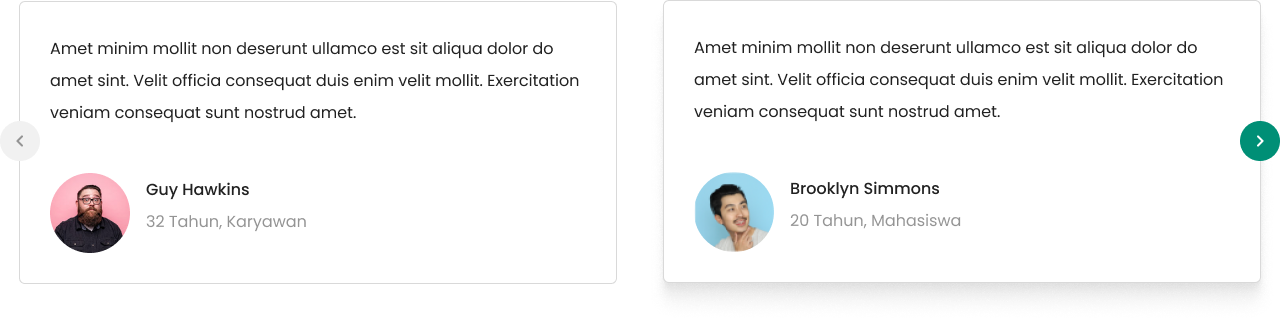 Amet minim mollit non deserunt ullamco est sit aliqua dolor do
amet sint. Velit officia consequat duis enim velit mollit. Exercitation
veniam consequat sunt nostrud amet.
Guy Hawkins
32 Tahun, Karyawan
Amet minim mollit non deserunt ullamco est sit aliqua dolor do
amet sint. Velit officia consequat duis enim velit mollit. Exercitation
veniam consequat sunt nostrud amet.
Brooklyn Simmons
20 Tahun, Mahasiswa